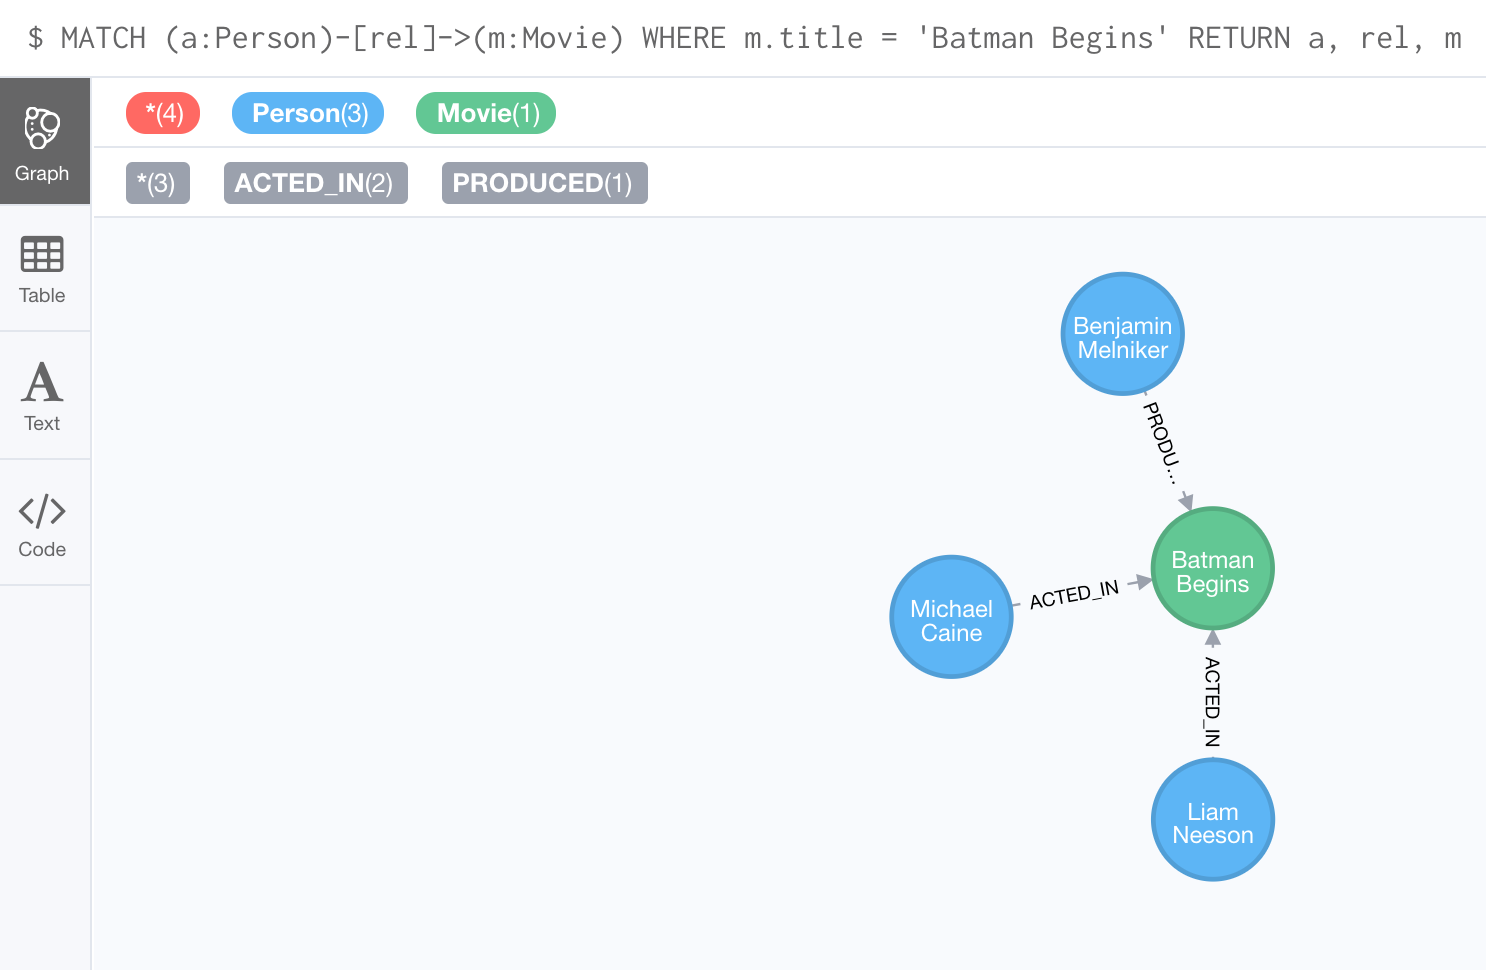 $ MATCH (a:Person)-[rel]->(m:Movie) WHERE m.title = 'Batman Begins' RETURN a, rel, m
*(4) Person(3) Movie(1)
*(3) ACTED_IN(2) PRODUCED(1)
Graph
Table
Text
Code
Benjamin
Melniker
PRODU...
Batman
Begins
ACTED_IN
Michael
Caine
ACTED_IN
Liam
Neeson